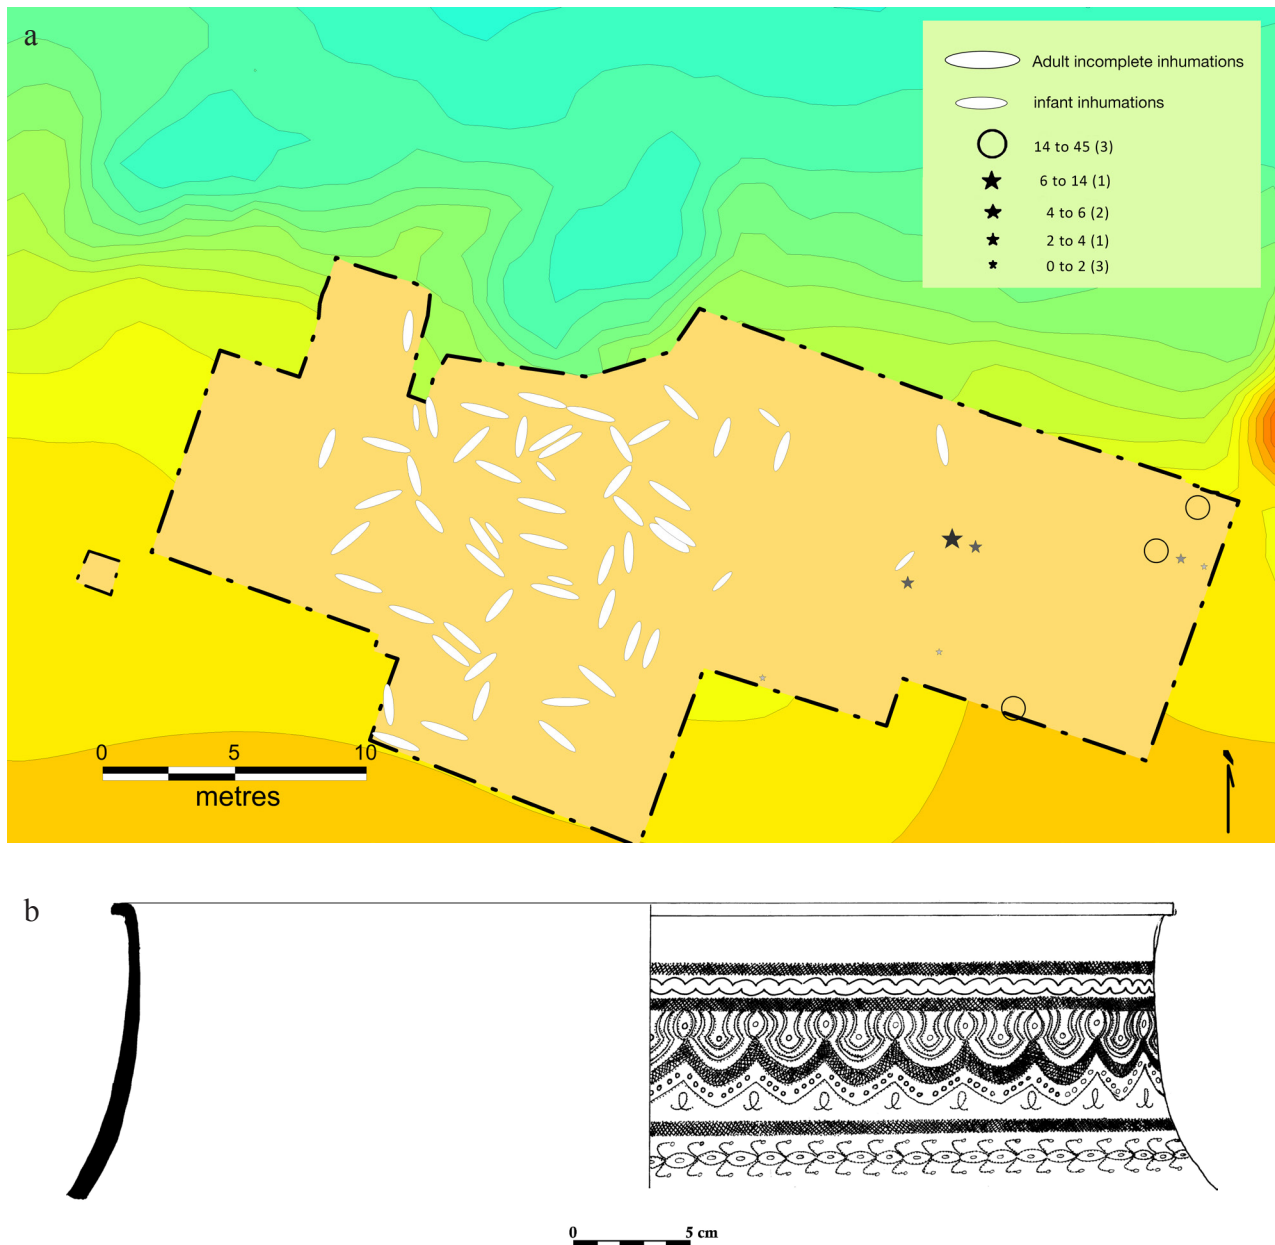 a
Adult incomplete inhumations
infant inhumations
14 to 45 (3)
6 to 14 (1)
4 to 6 (2)
2 to 4 (1)
0 to 2 (3)
0 5 10
metres
b
0 5 cm